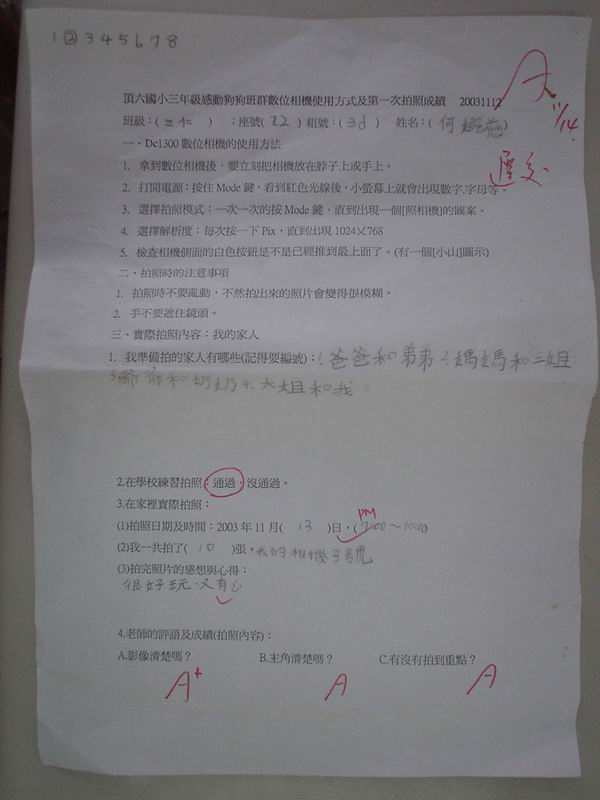 1 ② 3 4 5 6 7 8
頂六國小三年級感動狗狗班群數位相機使用方式及第一次拍照成績 20031112
A
11/14
班級：(三仁) ：座號(22) 組號：(3d) 姓名：(何
遲交
一、Dc1300 數位相機的使用方法
1. 拿到數位相機後，要立刻把相機放在脖子上或手上。
2. 打開電源：按住 Mode 鍵，看到紅色光線後，小螢幕上就會出現數字.字母等。
3. 選擇拍照模式：一次一次的按 Mode 鍵，直到出現一個[照相機]的圖案。
4. 選擇解析度：每次按一下 Pix，直到出現 1024╳768
5. 檢查相機側面的白色按鈕是不是已經推到最上面了。(有一個[小山]圖示)
二、拍照時的注意事項
1. 拍照時不要亂動，不然拍出來的照片會變得很模糊。
2. 手不要遮住鏡頭。
三、實際拍照內容：我的家人
1. 我準備拍的家人有哪些(記得要編號)：1.爸爸和弟弟 2.媽媽和三姐
3.爺爺和奶奶 4.大姐和我
2.在學校練習拍照：通過，沒通過。
3.在家裡實際拍照：
PM
(1)拍照日期及時間：2003 年 11 月( 13 )日，(7:00～10:00)
(2)我一共拍了( 10 )張，我的相機3號
(3)拍完照片的感想與心得：
很好玩.又有
4.老師的評語及成績(拍照內容)：
A.影像清楚嗎？ B.主角清楚嗎？ C.有沒有拍到重點？
A+ A A